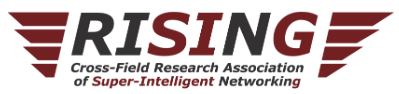 RISING
Cross-Field Research Association
of Super-Intelligent Networking